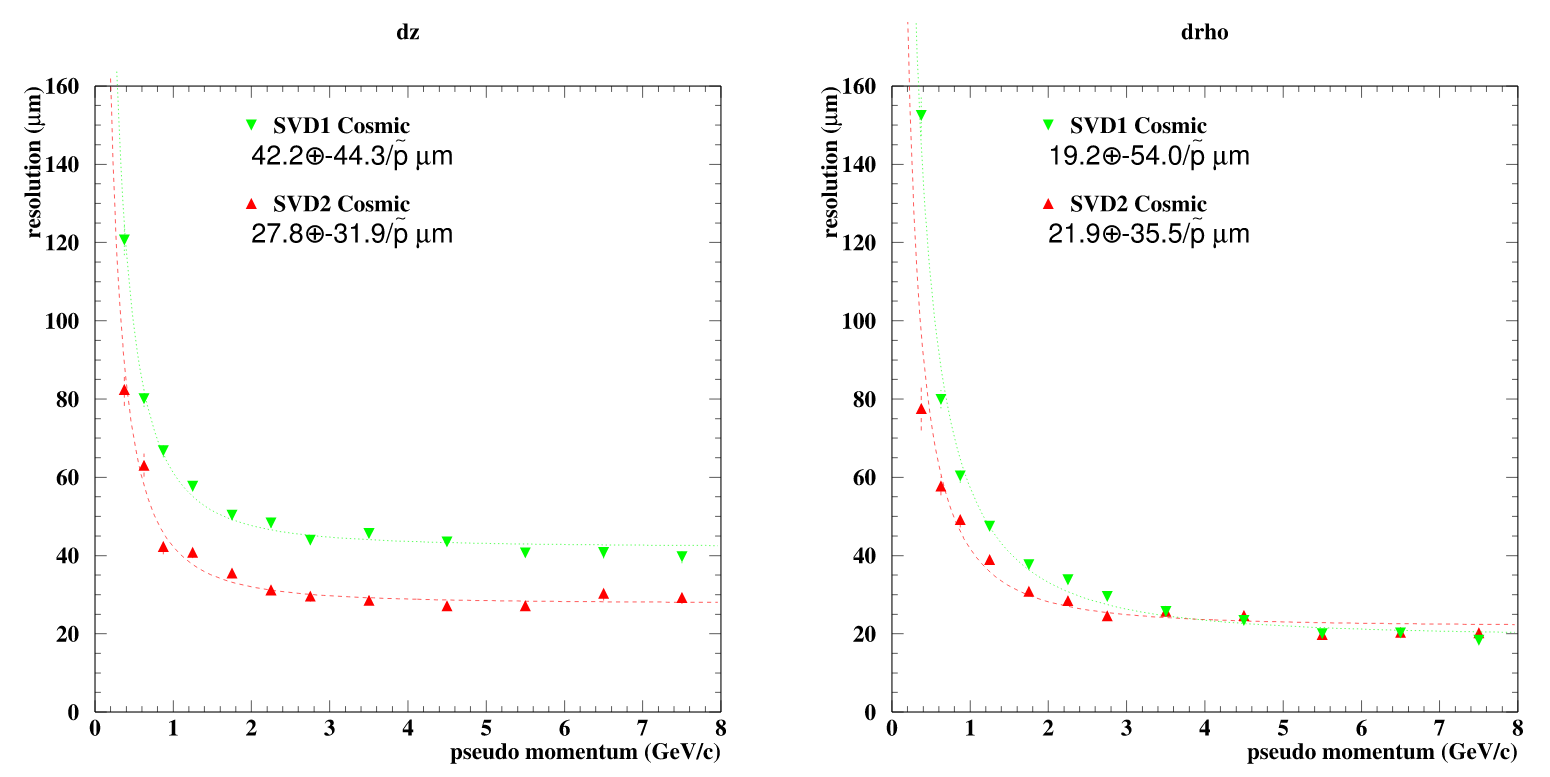 dz
resolution (μm)
160
140
120
100
80
60
40
20
0
SVD1 Cosmic
42.2⊕-44.3/p̃ μm
SVD2 Cosmic
27.8⊕-31.9/p̃ μm
0 1 2 3 4 5 6 7 8
pseudo momentum (GeV/c)
drho
resolution (μm)
160
140
120
100
80
60
40
20
0
SVD1 Cosmic
19.2⊕-54.0/p̃ μm
SVD2 Cosmic
21.9⊕-35.5/p̃ μm
0 1 2 3 4 5 6 7 8
pseudo momentum (GeV/c)